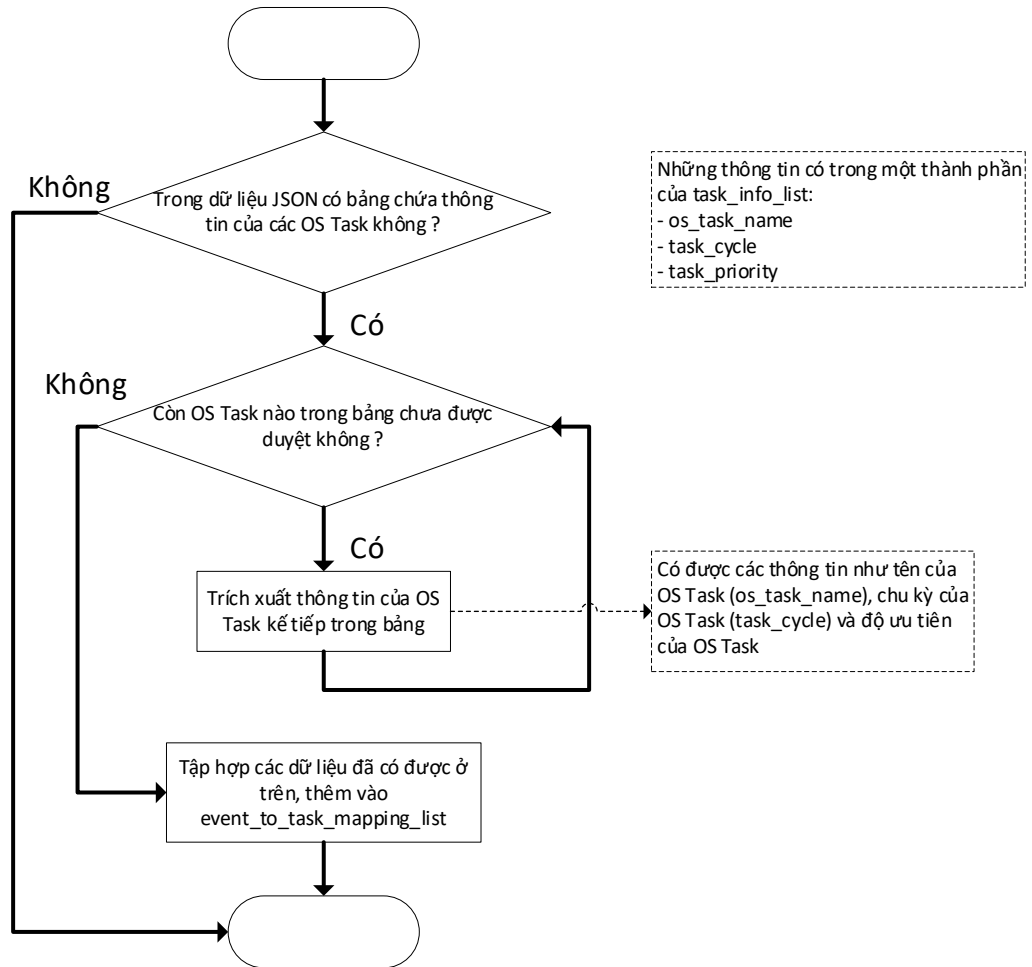 Không
Trong dữ liệu JSON có bảng chứa thông
tin của các OS Task không ?
Những thông tin có trong một thành phần
của task_info_list:
- os_task_name
- task_cycle
- task_priority
Có
Không
Còn OS Task nào trong bảng chưa được
duyệt không ?
Có
Trích xuất thông tin của OS
Task kế tiếp trong bảng
Có được các thông tin như tên của
OS Task (os_task_name), chu kỳ của
OS Task (task_cycle) và độ ưu tiên
của OS Task
Tập hợp các dữ liệu đã có được ở
trên, thêm vào
event_to_task_mapping_list